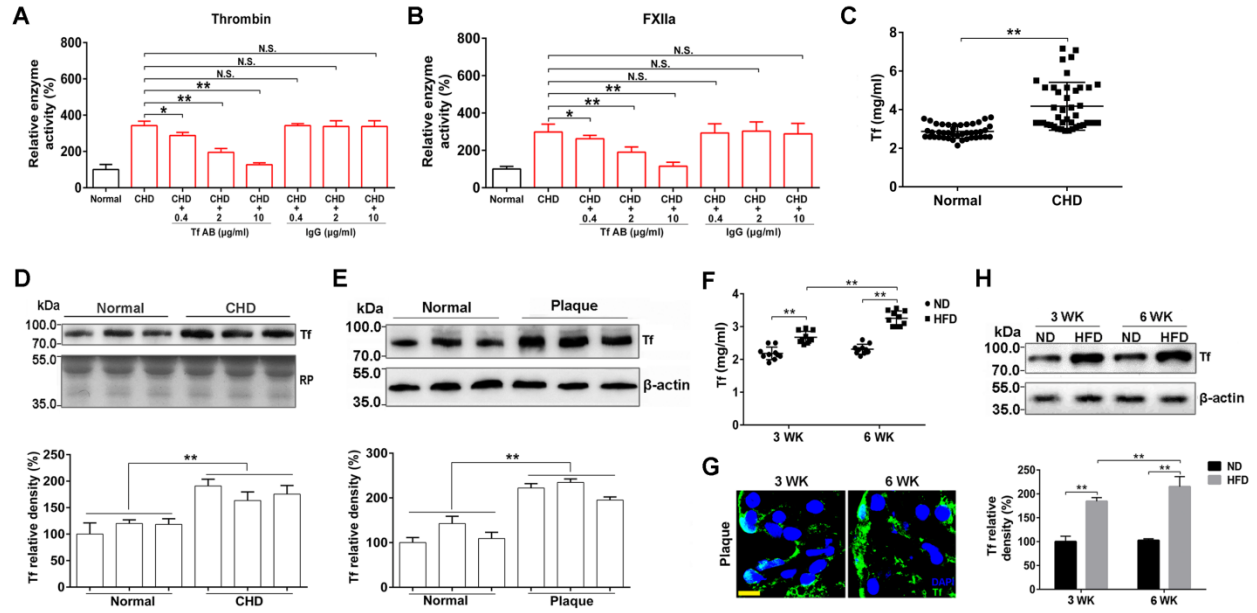 A
Thrombin
Relative enzyme
activity (%)
800
600
400
200
0
N.S.
N.S.
N.S.
**
**
*
Normal
CHD
CHD + 0.4
CHD + 2
CHD + 10
CHD + 0.4
CHD + 2
CHD + 10
Tf AB (μg/ml)
IgG (μg/ml)
B
FXIIa
Relative enzyme
activity (%)
800
600
400
200
0
N.S.
N.S.
N.S.
**
**
*
Normal
CHD
CHD + 0.4
CHD + 2
CHD + 10
CHD + 0.4
CHD + 2
CHD + 10
Tf AB (μg/ml)
IgG (μg/ml)
C
**
Tf (mg/ml)
8
6
4
2
0
Normal
CHD
D
kDa
Normal
CHD
100.0
70.0
Tf
55.0
35.0
RP
Tf relative density (%)
250
200
150
100
50
0
**
Normal
CHD
E
kDa
Normal
Plaque
100.0
70.0
Tf
55.0
35.0
β-actin
Tf relative density (%)
300
200
100
0
**
Normal
Plaque
F
Tf (mg/ml)
4
3
2
1
0
**
**
**
ND
HFD
3 WK
6 WK
G
3 WK
6 WK
Plaque
DAPI
Tf
H
3 WK
6 WK
kDa
ND
HFD
ND
HFD
100.0
70.0
Tf
55.0
35.0
β-actin
Tf relative
density (%)
250
200
150
100
50
0
**
**
**
ND
HFD
3 WK
6 WK